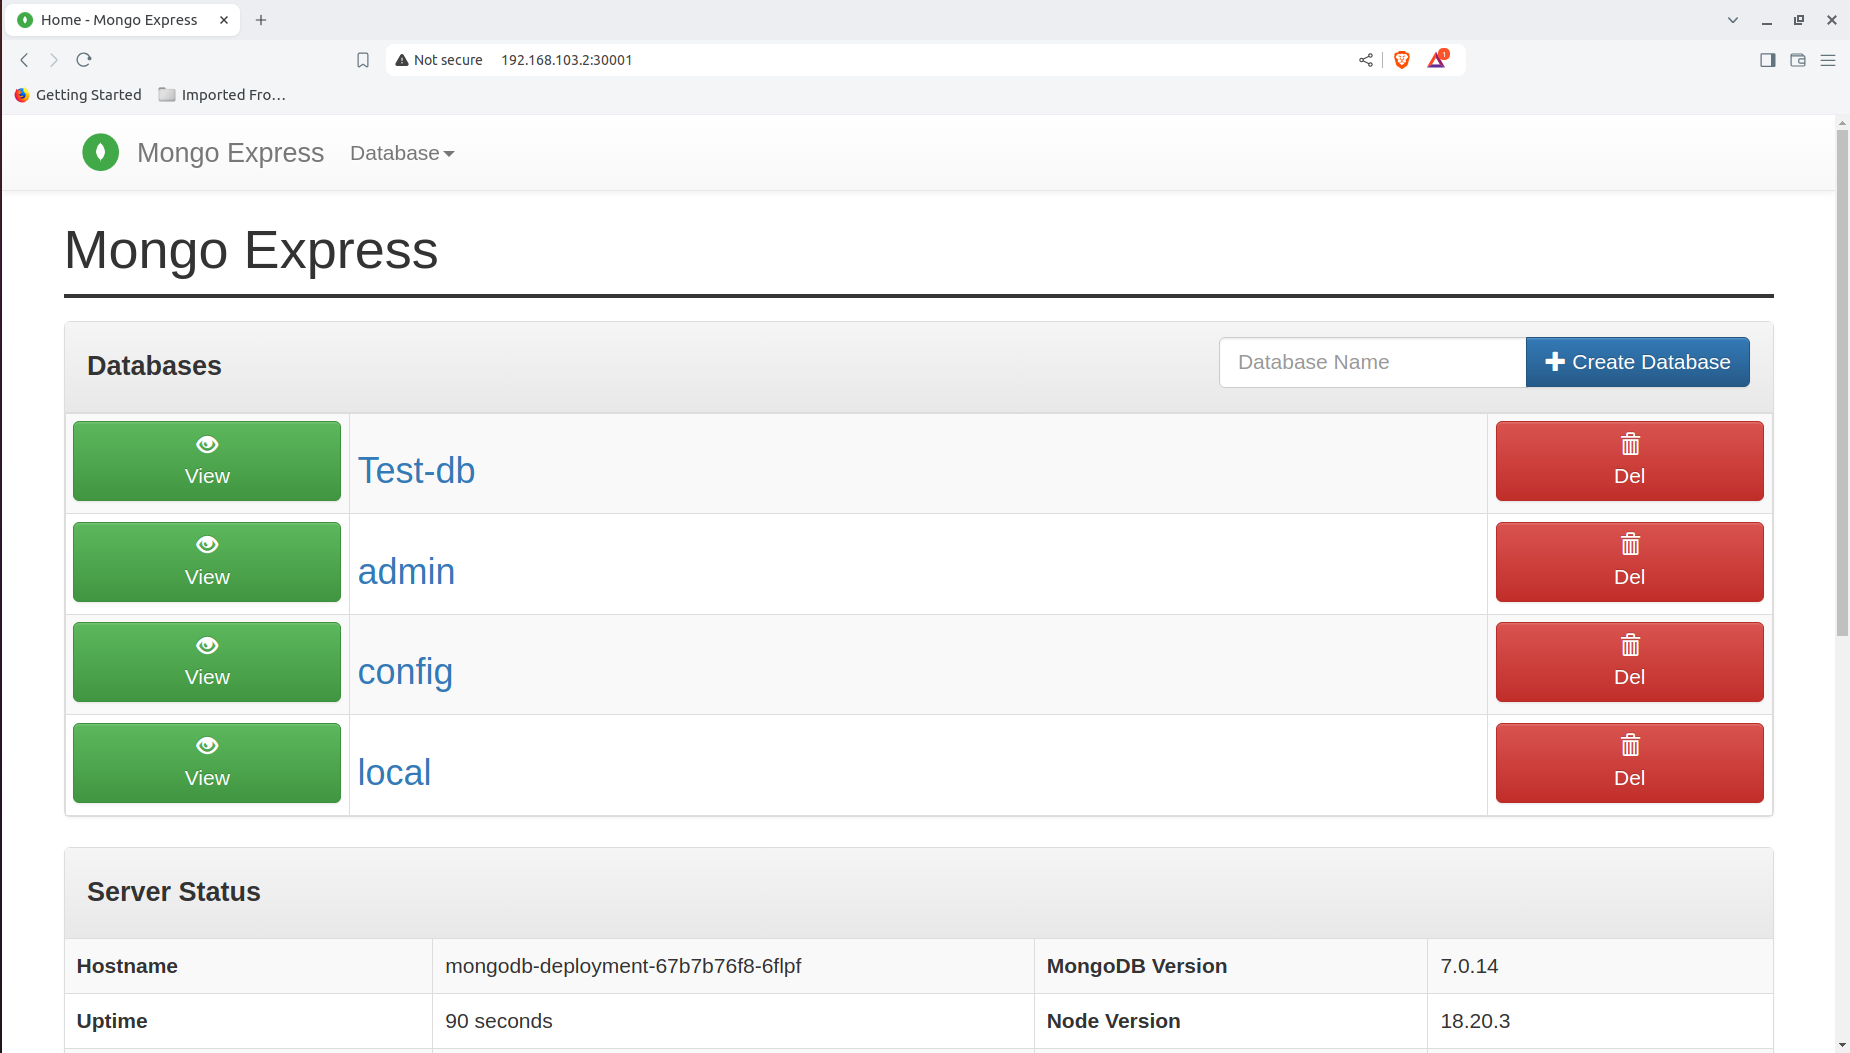 Home - Mongo Express
Not secure 192.168.103.2:30001
1
Getting Started Imported Fro...
Mongo Express Database
Mongo Express
Databases
Database Name Create Database
View Test-db Del
View admin Del
View config Del
View local Del
Server Status
Hostname mongodb-deployment-67b7b76f8-6flpf MongoDB Version 7.0.14
Uptime 90 seconds Node Version 18.20.3